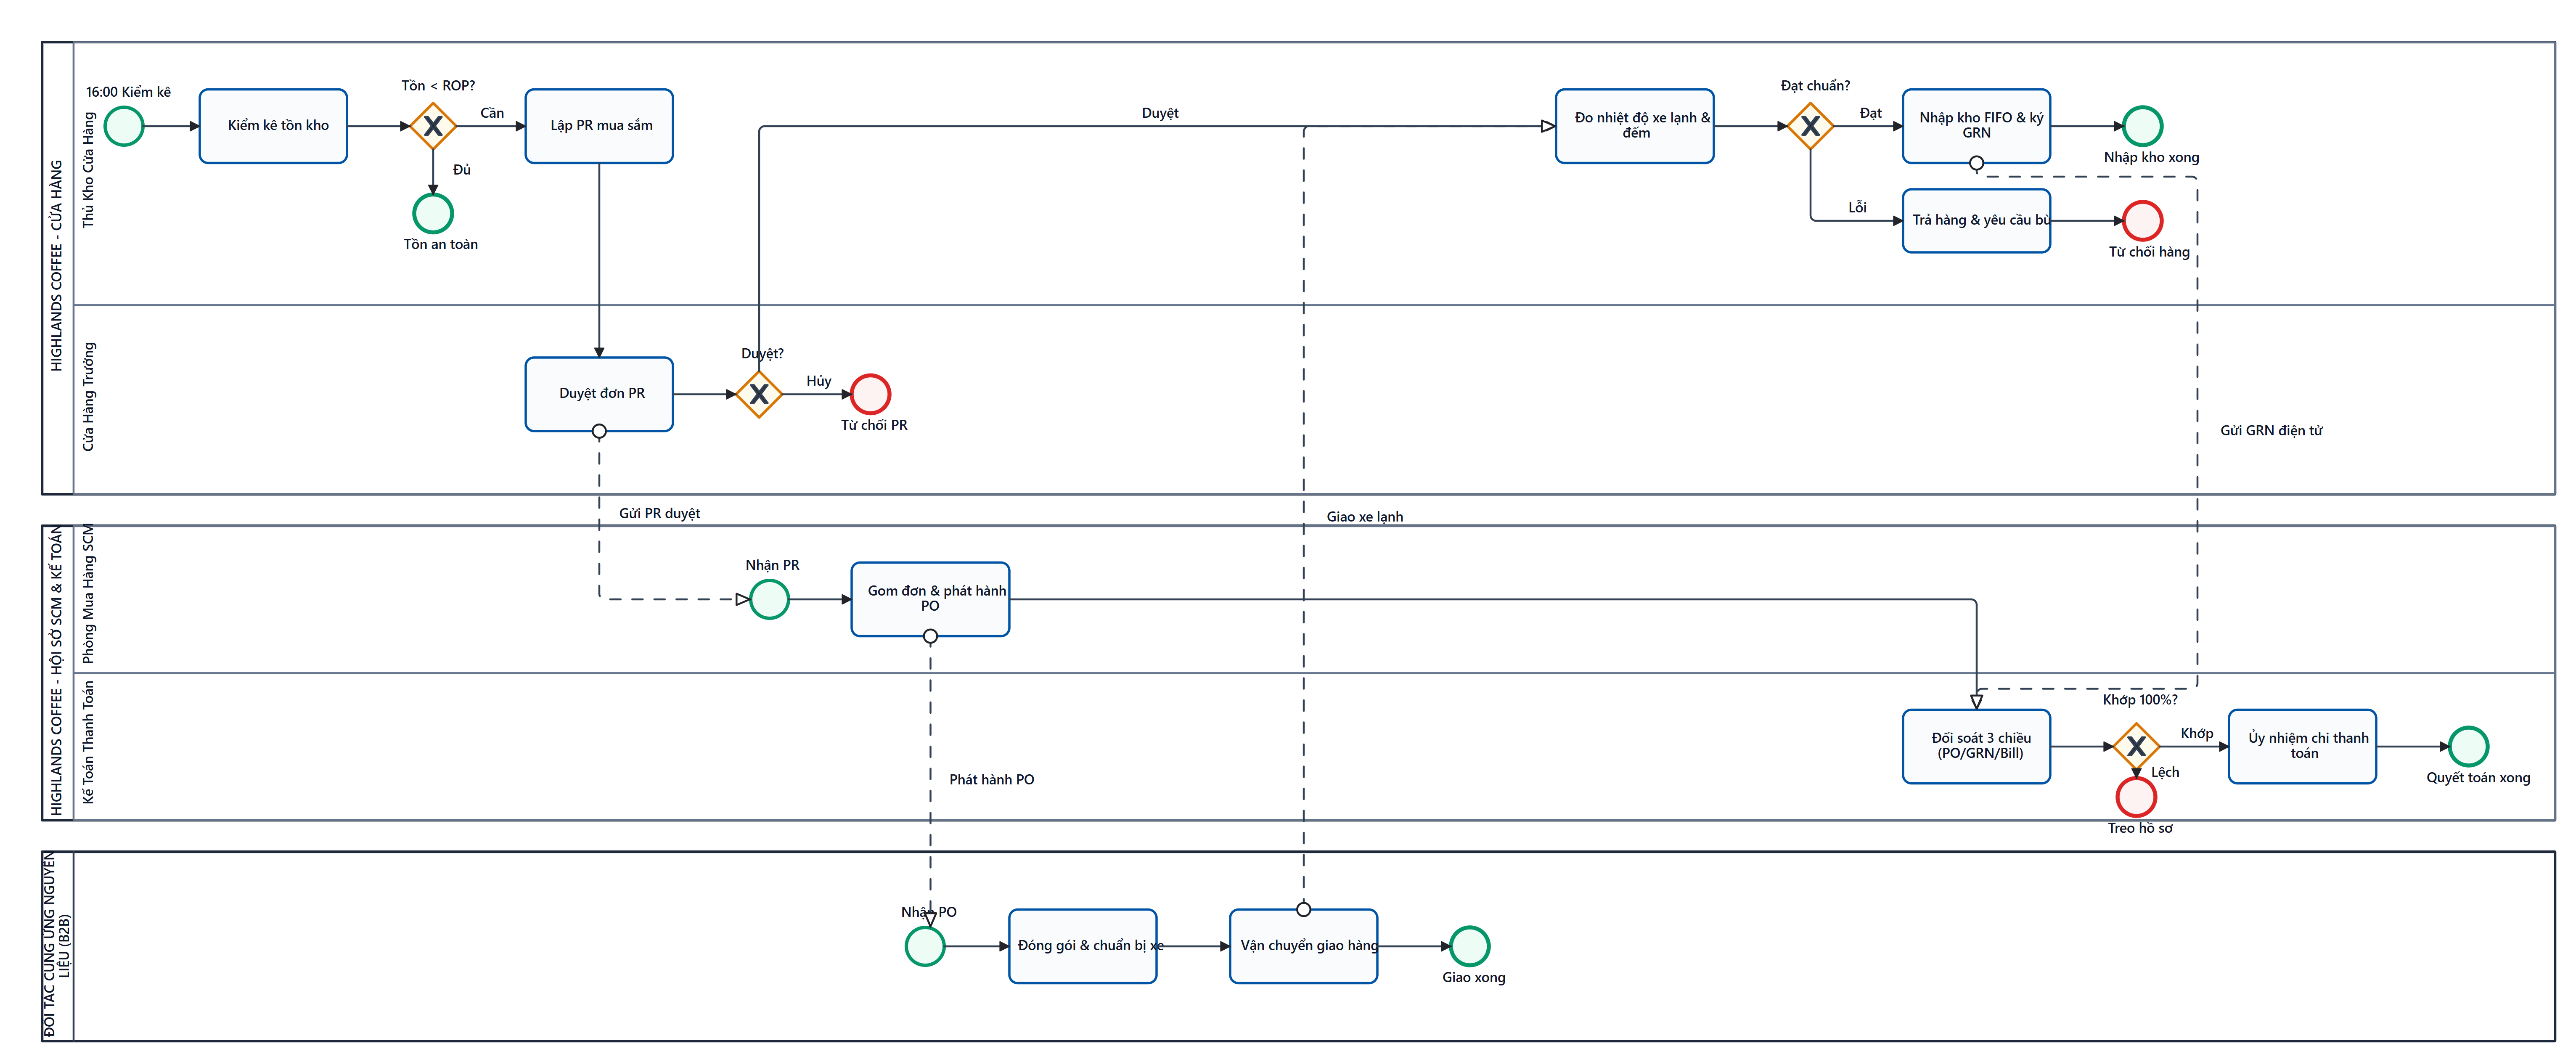 HIGHLANDS COFFEE - CỬA HÀNG
Thủ Kho Cửa Hàng
16:00 Kiểm kê
Kiểm kê tồn kho
Tồn < ROP?
Cần
Đủ
Tồn an toàn
Lập PR mua sắm
Duyệt
Đo nhiệt độ xe lạnh &
đếm
Đạt chuẩn?
Đạt
Lỗi
Nhập kho FIFO & ký
GRN
Nhập kho xong
Trả hàng & yêu cầu bù
Từ chối hàng
Cửa Hàng Trưởng
Duyệt đơn PR
Duyệt?
Hủy
Từ chối PR
Gửi GRN điện tử
Gửi PR duyệt
Giao xe lạnh
HIGHLANDS COFFEE - HỘI SỞ SCM & KẾ TOÁN
Phòng Mua Hàng SCM
Nhận PR
Gom đơn & phát hành
PO
Kế Toán Thanh Toán
Đối soát 3 chiều
(PO/GRN/Bill)
Khớp 100%?
Khớp
Lệch
Treo hồ sơ
Ủy nhiệm chi thanh
toán
Quyết toán xong
Phát hành PO
ĐỐI TÁC CUNG ỨNG NGUYÊN
LIỆU (B2B)
Nhận PO
Đóng gói & chuẩn bị xe
Vận chuyển giao hàng
Giao xong